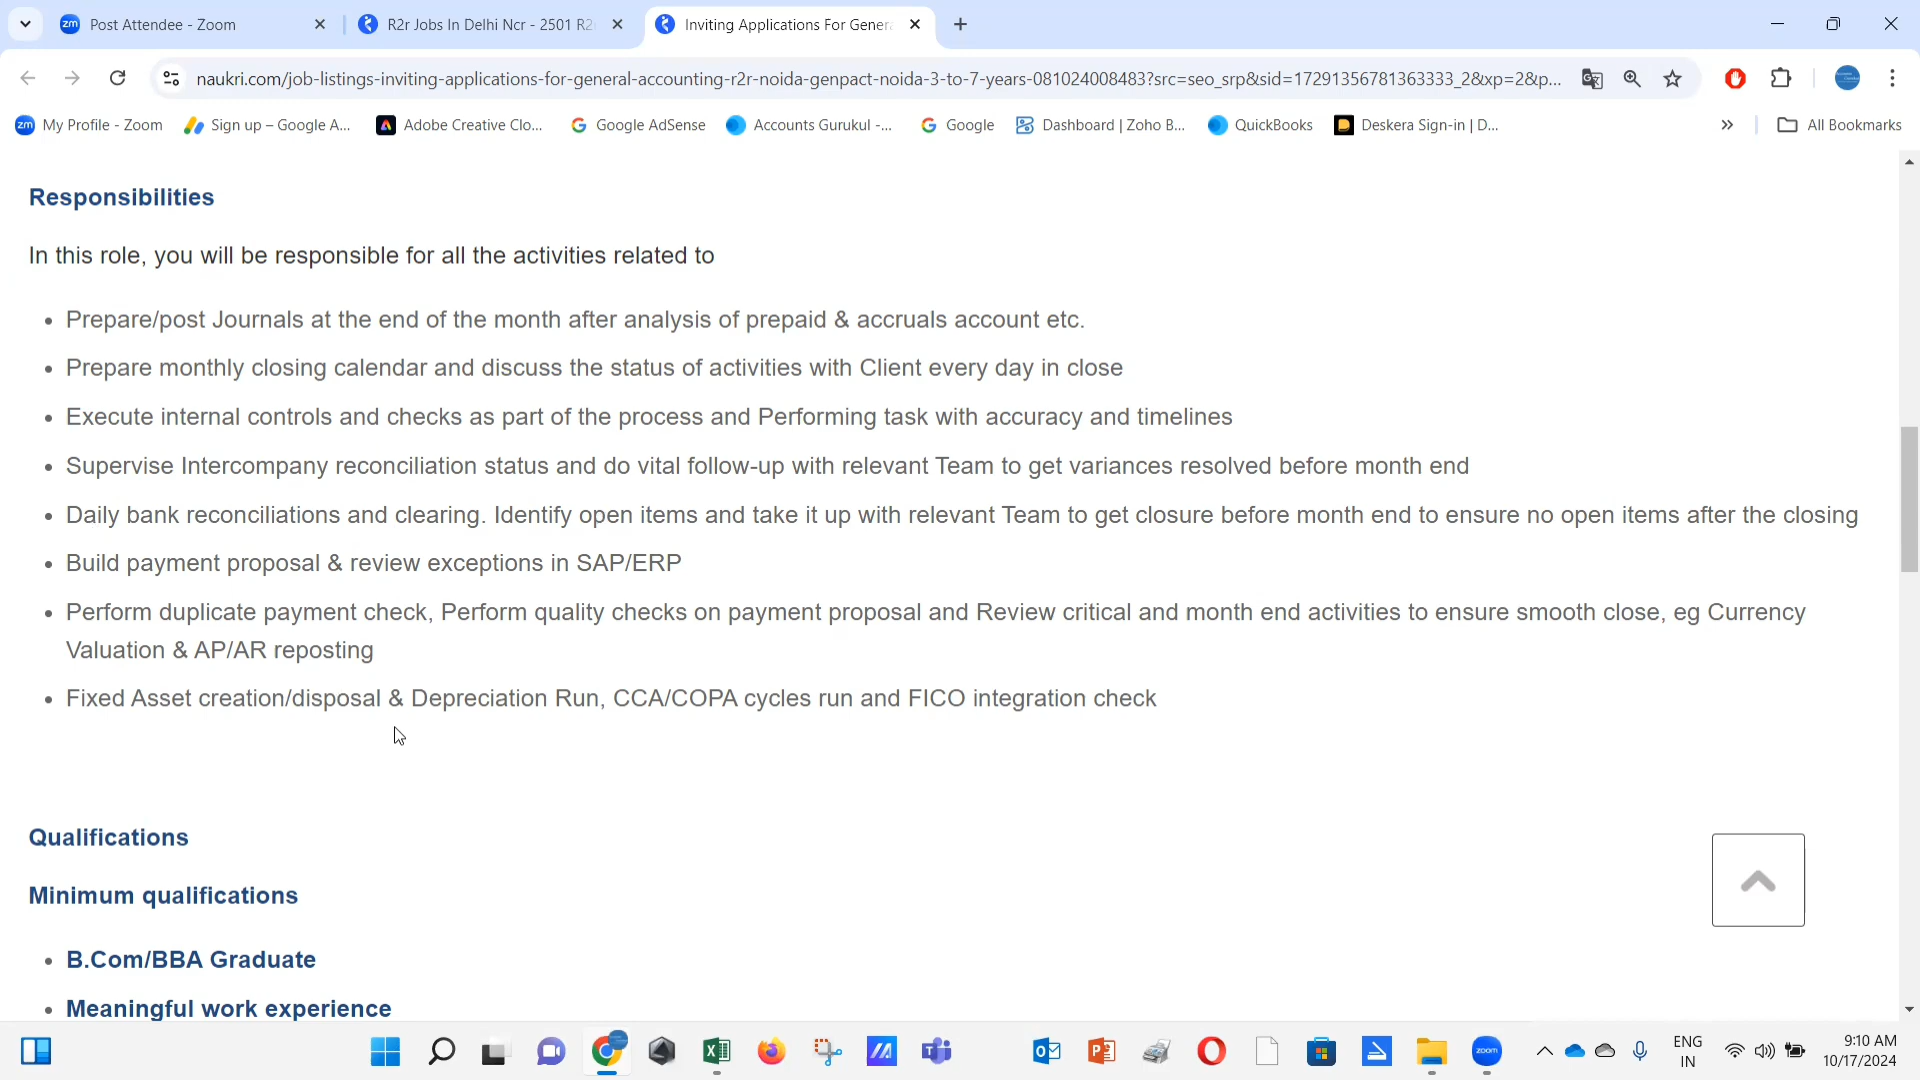 Post Attendee - Zoom
R2r Jobs In Delhi Ncr - 2501 R2
Inviting Applications For Genera
naukri.com/job-listings-inviting-applications-for-general-accounting-r2r-noida-genpact-noida-3-to-7-years-081024008483?src=seo_srp&sid=17291356781363333_2&xp=2&p...
My Profile - Zoom
Sign up – Google A...
Adobe Creative Clo...
Google AdSense
Accounts Gurukul -...
Google
Dashboard | Zoho B...
QuickBooks
Deskera Sign-in | D...
All Bookmarks
Responsibilities
In this role, you will be responsible for all the activities related to
• Prepare/post Journals at the end of the month after analysis of prepaid & accruals account etc.
• Prepare monthly closing calendar and discuss the status of activities with Client every day in close
• Execute internal controls and checks as part of the process and Performing task with accuracy and timelines
• Supervise Intercompany reconciliation status and do vital follow-up with relevant Team to get variances resolved before month end
• Daily bank reconciliations and clearing. Identify open items and take it up with relevant Team to get closure before month end to ensure no open items after the closing
• Build payment proposal & review exceptions in SAP/ERP
• Perform duplicate payment check, Perform quality checks on payment proposal and Review critical and month end activities to ensure smooth close, eg Currency
Valuation & AP/AR reposting
• Fixed Asset creation/disposal & Depreciation Run, CCA/COPA cycles run and FICO integration check
Qualifications
Minimum qualifications
• B.Com/BBA Graduate
• Meaningful work experience
ENG
IN
9:10 AM
10/17/2024